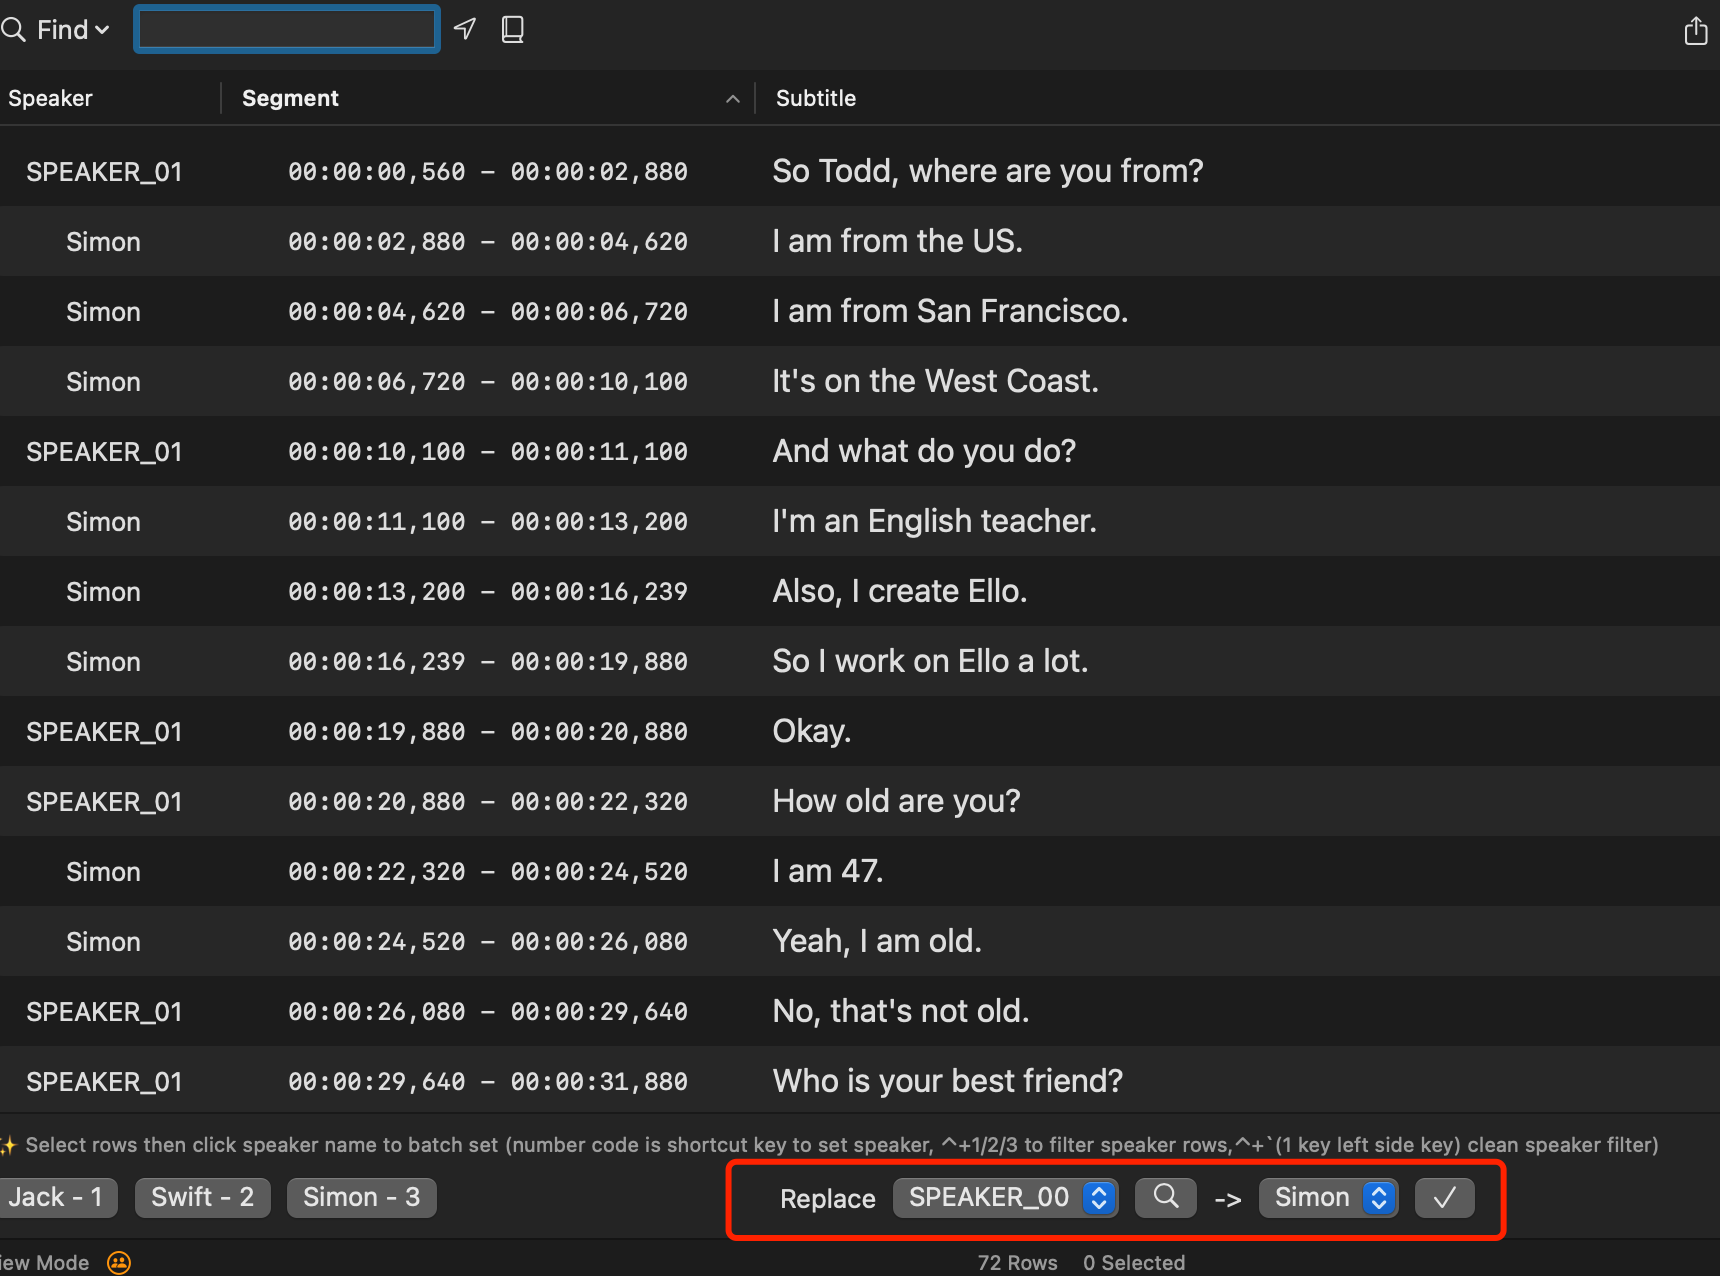 Find
Speaker Segment Subtitle
SPEAKER_01 00:00:00,560 – 00:00:02,880 So Todd, where are you from?
Simon 00:00:02,880 – 00:00:04,620 I am from the US.
Simon 00:00:04,620 – 00:00:06,720 I am from San Francisco.
Simon 00:00:06,720 – 00:00:10,100 It's on the West Coast.
SPEAKER_01 00:00:10,100 – 00:00:11,100 And what do you do?
Simon 00:00:11,100 – 00:00:13,200 I'm an English teacher.
Simon 00:00:13,200 – 00:00:16,239 Also, I create Ello.
Simon 00:00:16,239 – 00:00:19,880 So I work on Ello a lot.
SPEAKER_01 00:00:19,880 – 00:00:20,880 Okay.
SPEAKER_01 00:00:20,880 – 00:00:22,320 How old are you?
Simon 00:00:22,320 – 00:00:24,520 I am 47.
Simon 00:00:24,520 – 00:00:26,080 Yeah, I am old.
SPEAKER_01 00:00:26,080 – 00:00:29,640 No, that's not old.
SPEAKER_01 00:00:29,640 – 00:00:31,880 Who is your best friend?
✨ Select rows then click speaker name to batch set (number code is shortcut key to set speaker, ^+1/2/3 to filter speaker rows,^+`(1 key left side key) clean speaker filter)
Jack - 1 Swift - 2 Simon - 3 Replace SPEAKER_00 -> Simon
iew Mode 72 Rows 0 Selected